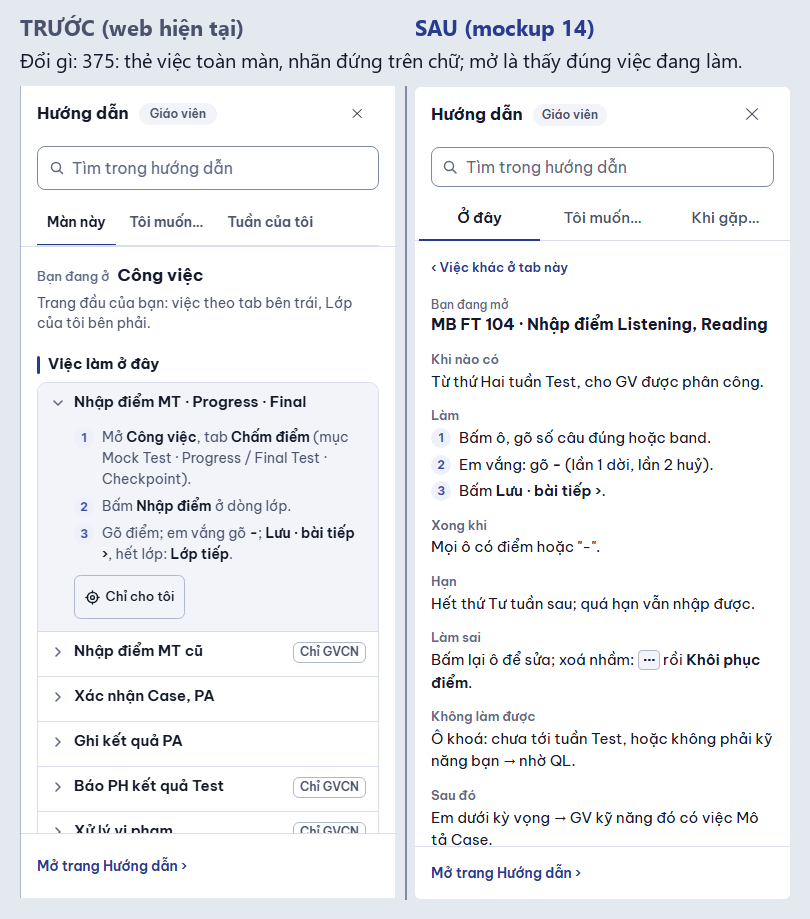 TRƯỚC (web hiện tại)
SAU (mockup 14)
Đổi gì: 375: thẻ việc toàn màn, nhãn đứng trên chữ; mở là thấy đúng việc đang làm.
Hướng dẫn Giáo viên ×
Tìm trong hướng dẫn
Màn này Tôi muốn... Tuần của tôi
Bạn đang ở Công việc
Trang đầu của bạn: việc theo tab bên trái, Lớp
của tôi bên phải.
Việc làm ở đây
Nhập điểm MT · Progress · Final
1 Mở Công việc, tab Chấm điểm (mục
Mock Test · Progress / Final Test ·
Checkpoint).
2 Bấm Nhập điểm ở dòng lớp.
3 Gõ điểm; em vắng gõ -; Lưu · bài tiếp
›, hết lớp: Lớp tiếp.
Chỉ cho tôi
› Nhập điểm MT cũ Chỉ GVCN
› Xác nhận Case, PA
› Ghi kết quả PA
› Báo PH kết quả Test Chỉ GVCN
› Xử lý vi phạm Chỉ GVCN
Mở trang Hướng dẫn ›
Hướng dẫn Giáo viên ×
Tìm trong hướng dẫn
Ở đây Tôi muốn... Khi gặp...
‹ Việc khác ở tab này
Bạn đang mở
MB FT 104 · Nhập điểm Listening, Reading
Khi nào có
Từ thứ Hai tuần Test, cho GV được phân công.
Làm
1 Bấm ô, gõ số câu đúng hoặc band.
2 Em vắng: gõ - (lần 1 dời, lần 2 huỷ).
3 Bấm Lưu · bài tiếp ›.
Xong khi
Mọi ô có điểm hoặc "-".
Hạn
Hết thứ Tư tuần sau; quá hạn vẫn nhập được.
Làm sai
Bấm lại ô để sửa; xoá nhầm: ··· rồi Khôi phục
điểm.
Không làm được
Ô khoá: chưa tới tuần Test, hoặc không phải kỹ
năng bạn → nhờ QL.
Sau đó
Em dưới kỳ vọng → GV kỹ năng đó có việc Mô
tả Case.
Mở trang Hướng dẫn ›